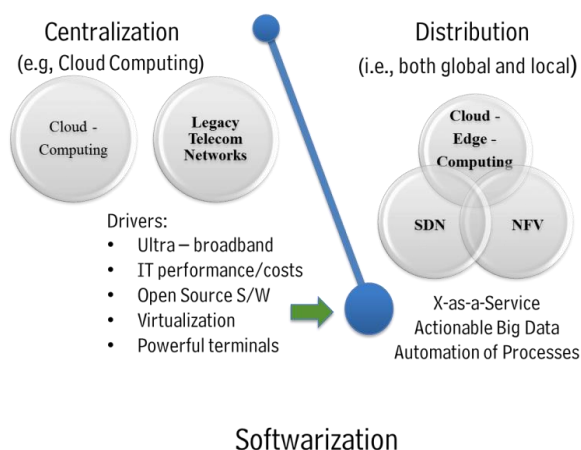 Centralization
(e.g, Cloud Computing)
Cloud -
Computing
Legacy
Telecom
Networks
Drivers:
• Ultra – broadband
• IT performance/costs
• Open Source S/W
• Virtualization
• Powerful terminals
Distribution
(i.e., both global and local)
Cloud -
Edge -
Computing
SDN
NFV
X-as-a-Service
Actionable Big Data
Automation of Processes
Softwarization